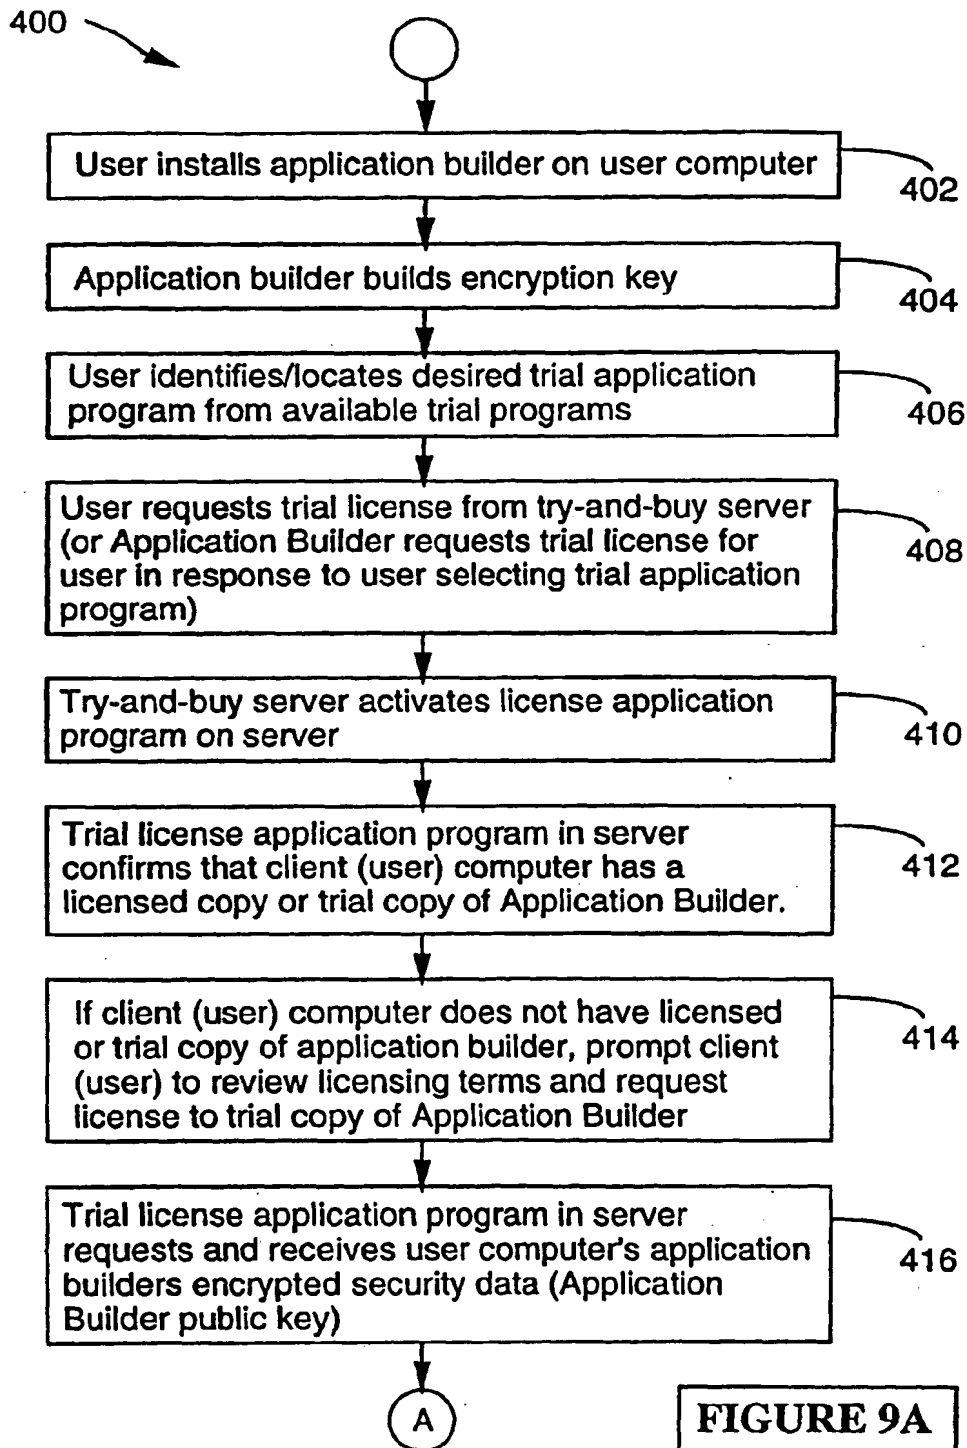 400
User installs application builder on user computer
402
Application builder builds encryption key
404
User identifies/locates desired trial application
program from available trial programs
406
User requests trial license from try-and-buy server
(or Application Builder requests trial license for
user in response to user selecting trial application
program)
408
Try-and-buy server activates license application
program on server
410
Trial license application program in server
confirms that client (user) computer has a
licensed copy or trial copy of Application Builder.
412
If client (user) computer does not have licensed
or trial copy of application builder, prompt client
(user) to review licensing terms and request
license to trial copy of Application Builder
414
Trial license application program in server
requests and receives user computer's application
builders encrypted security data (Application
Builder public key)
416
A
FIGURE 9A